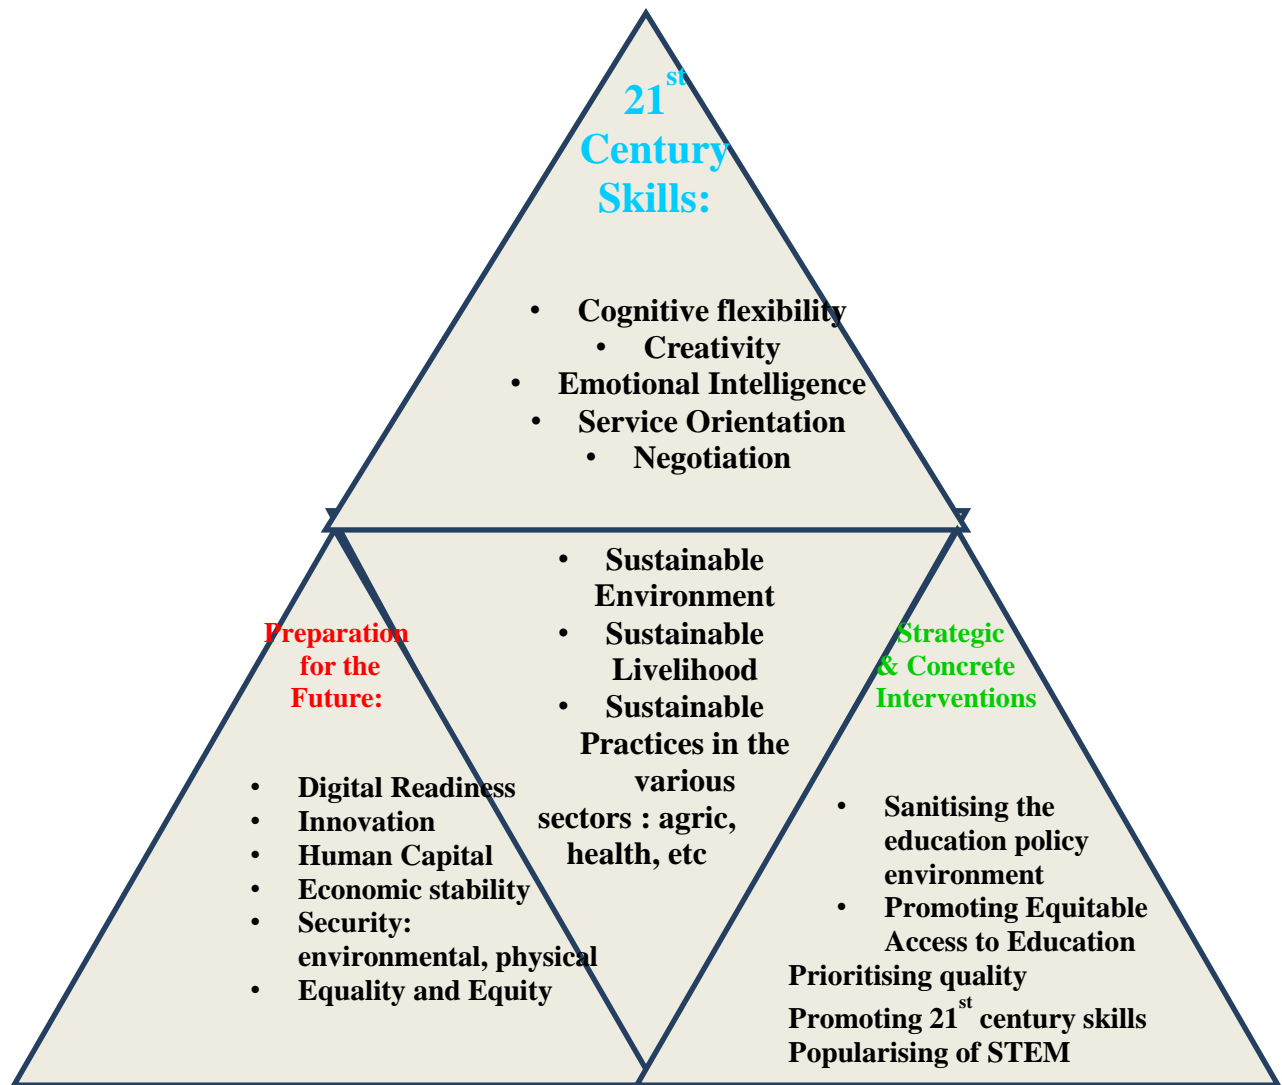 21st
Century
Skills:
• Cognitive flexibility
• Creativity
• Emotional Intelligence
• Service Orientation
• Negotiation
Preparation
for the
Future:
• Digital Readiness
• Innovation
• Human Capital
• Economic stability
• Security:
environmental, physical
• Equality and Equity
• Sustainable
Environment
• Sustainable
Livelihood
• Sustainable
Practices in the
various
sectors : agric,
health, etc
Strategic
& Concrete
Interventions
• Sanitising the
education policy
environment
• Promoting Equitable
Access to Education
Prioritising quality
Promoting 21st century skills
Popularising of STEM